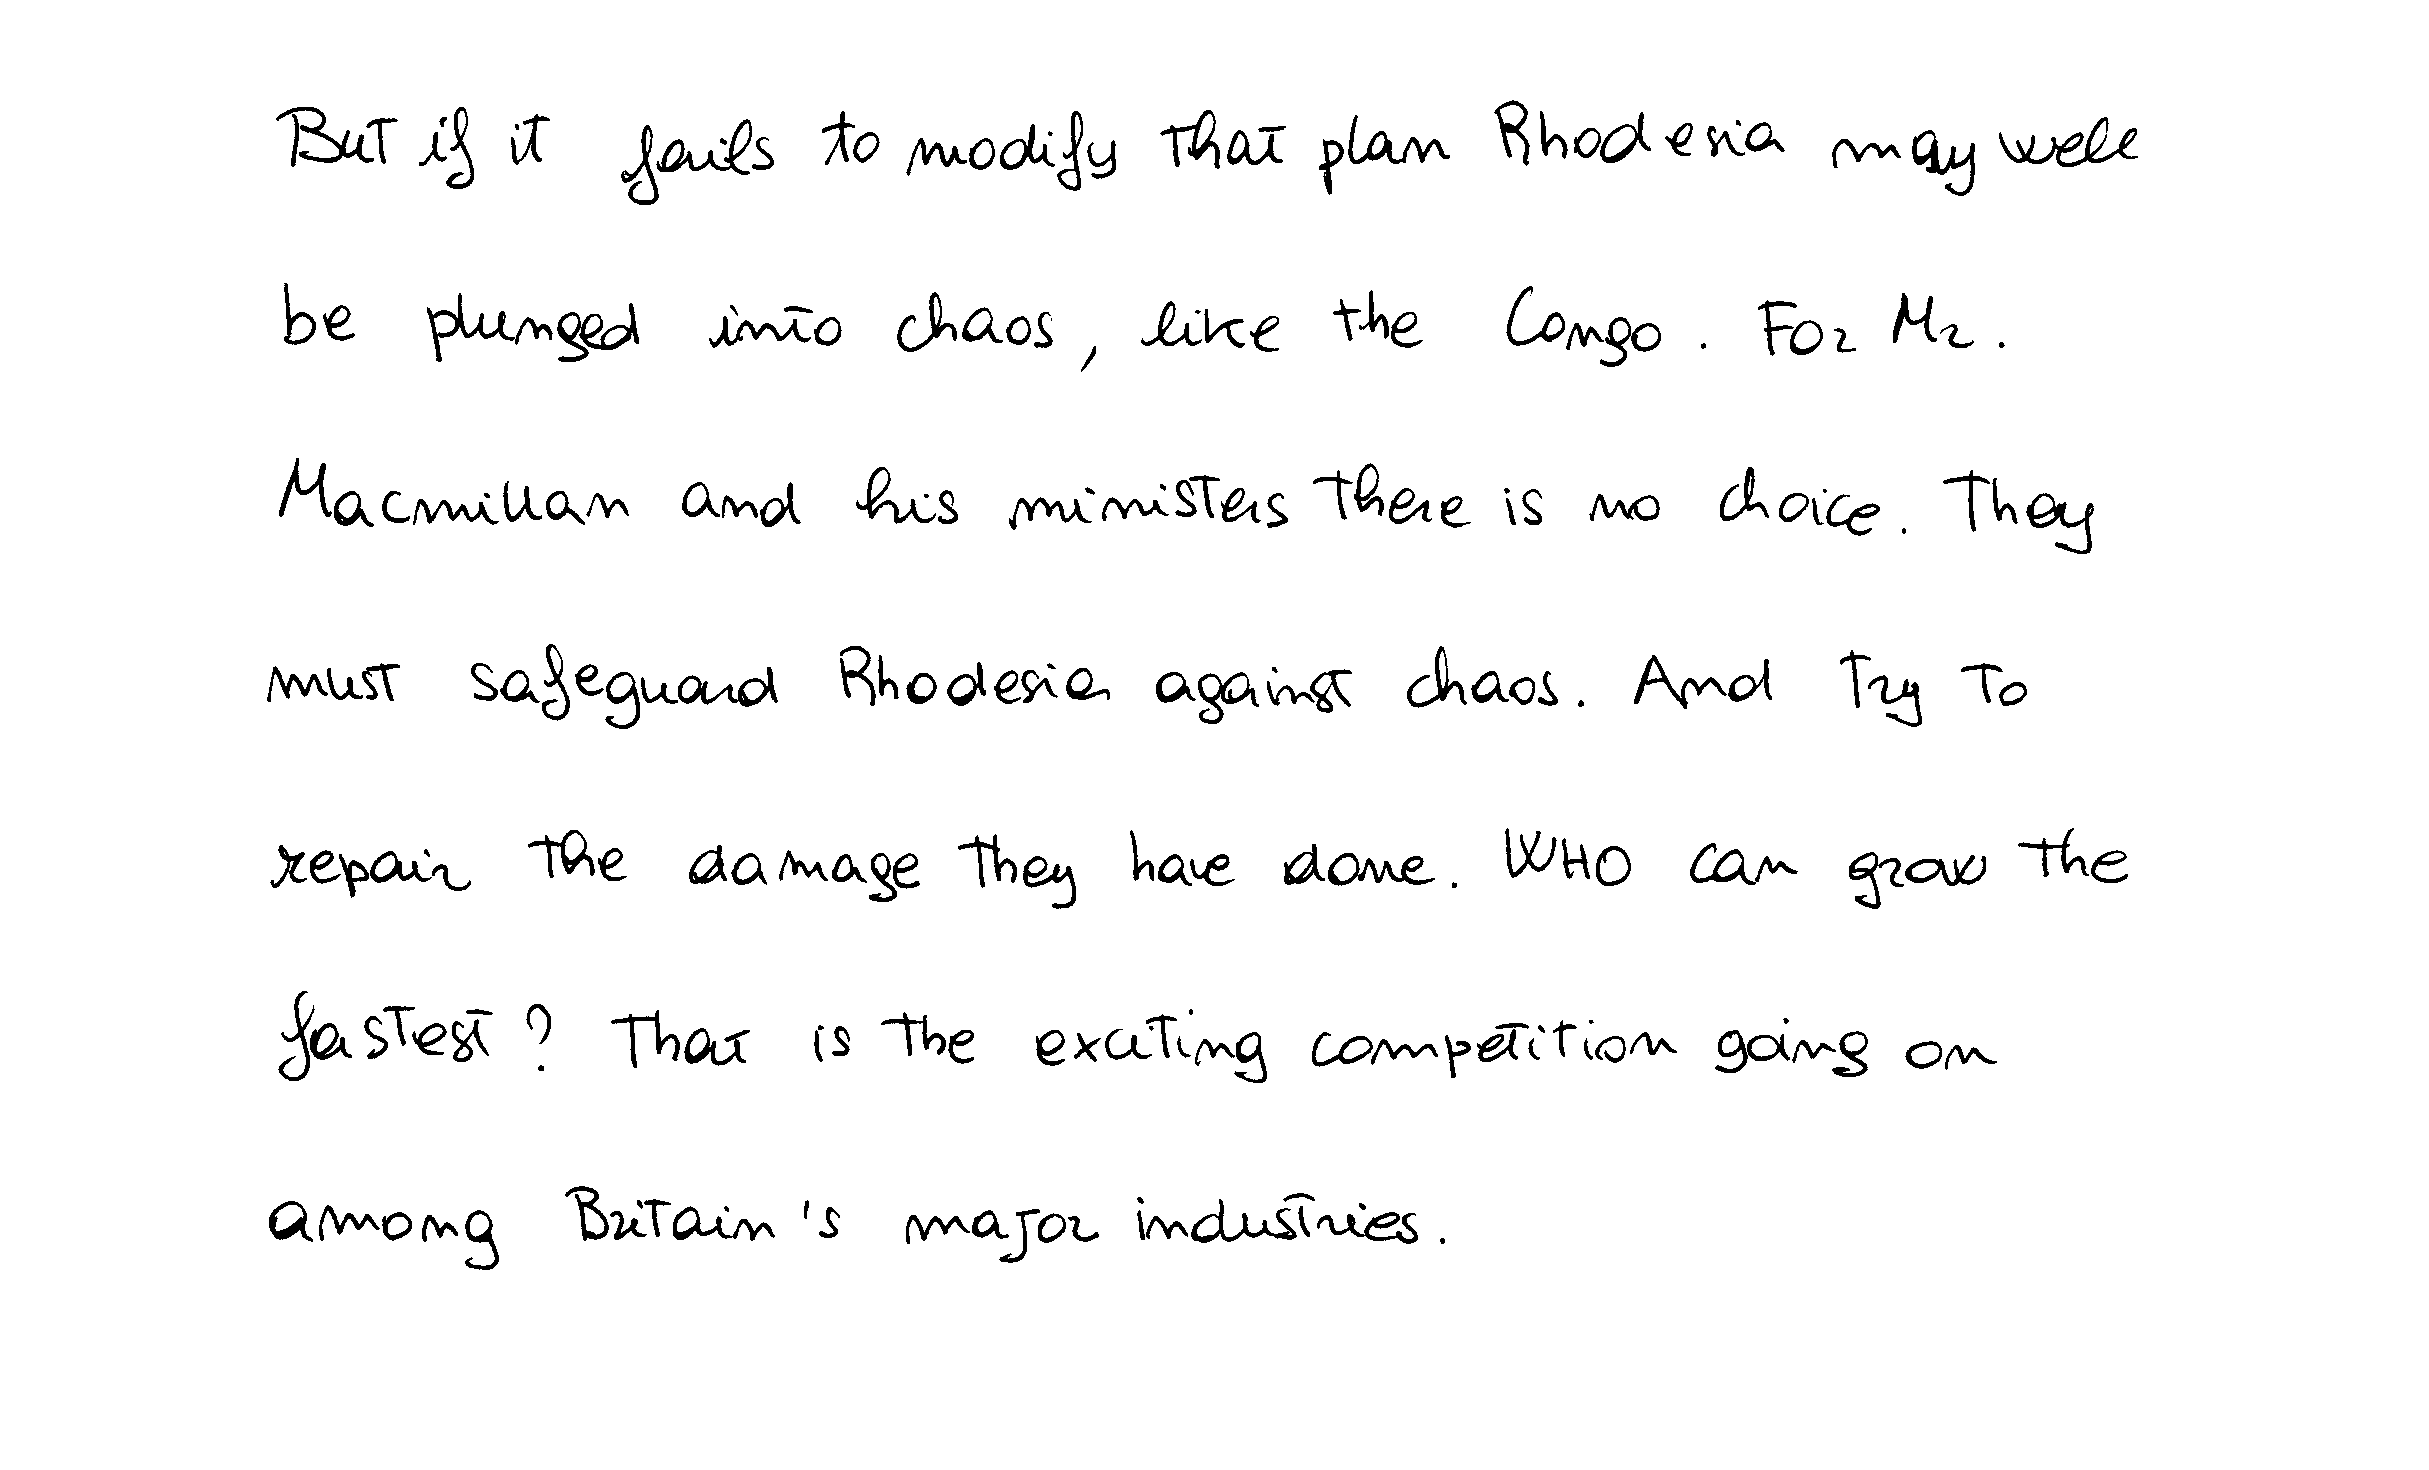 But if it fails to modify that plan Rhodesia may well
be plunged into chaos, like the Congo. For Mr.
Macmillan and his ministers there is no choice. They
must safeguard Rhodesia against chaos. And try to
repair the damage they have done. WHO can grow the
fastest? That is the exciting competition going on
among Britain's major industries.